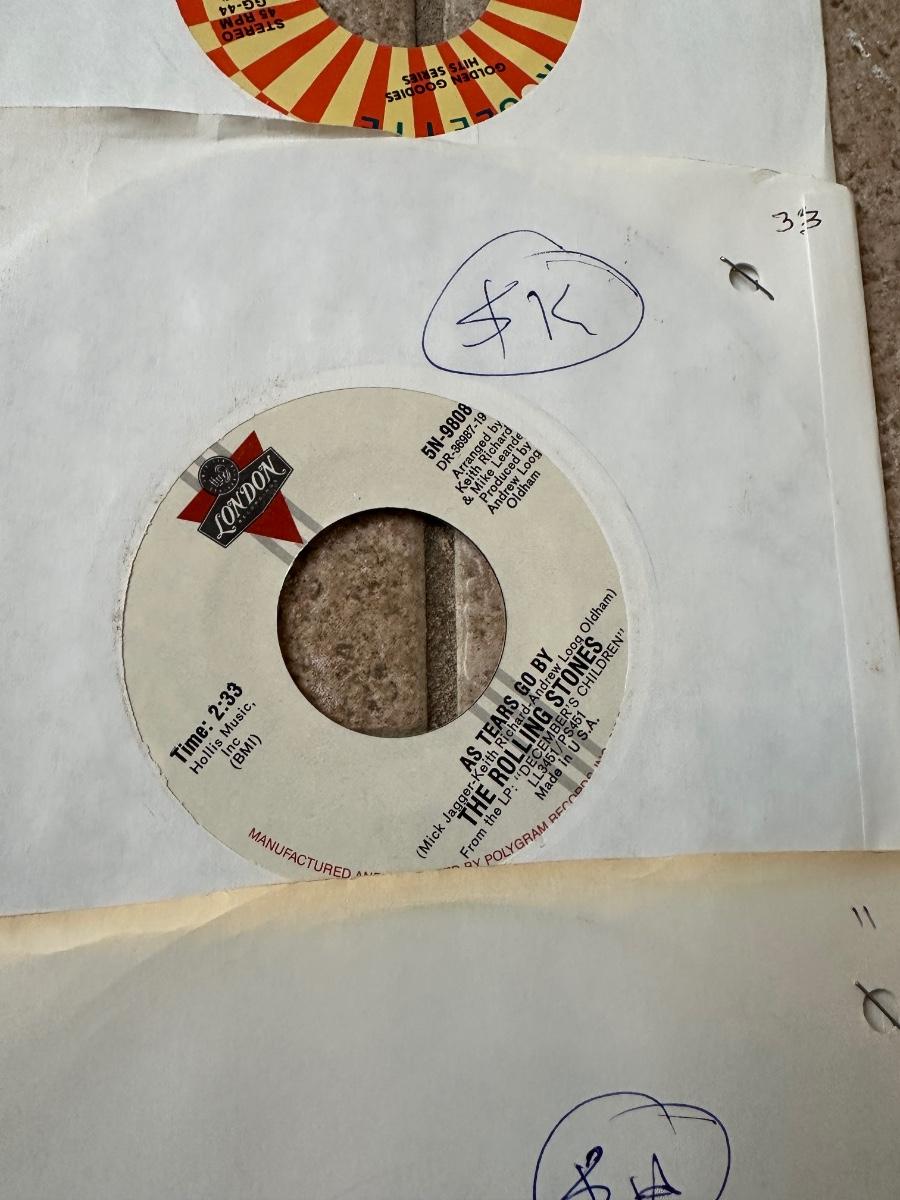 STEREO
45 RPM
GG-44
GOLDEN GOODIES
HITS SERIES
33
$K
LONDON
5N-9808
DR-36987-19
Arranged by
Keith Richard
& Mike Leande
Produced by
Andrew Loog
Oldham
Time: 2:33
Hollis Music,
Inc
(BMI)
AS TEARS GO BY
(Mick Jagger-Keith Richard-Andrew Loog Oldham)
THE ROLLING STONES
From the LP: "DECEMBER'S CHILDREN"
LL3451/PS451
Made in U.S.A.
MANUFACTURED AND BY POLYGRAM RECORDS
11